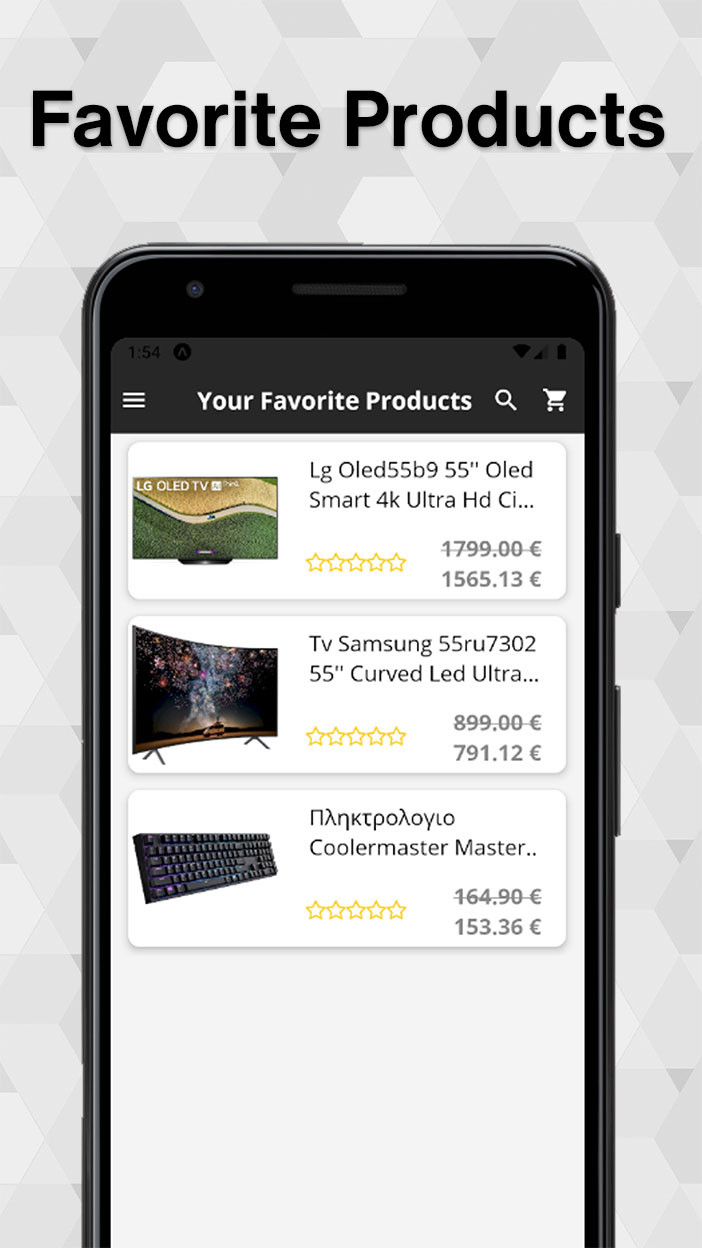 Favorite Products
1:54
Your Favorite Products
LG OLED TV AI ThinQ
Lg Oled55b9 55'' Oled
Smart 4k Ultra Hd Ci...
1799.00 €
1565.13 €
Tv Samsung 55ru7302
55'' Curved Led Ultra...
899.00 €
791.12 €
Πληκτρολογιο
Coolermaster Master..
164.90 €
153.36 €